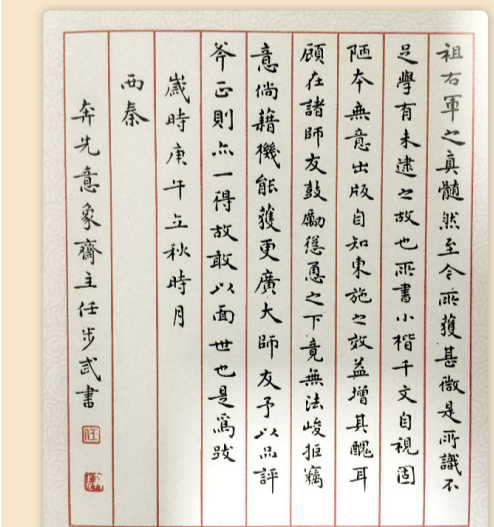 祖右軍之真髓然至今所獲甚微是所識不
足學有未逮之故也所書小楷千文自視固
陋本無意出版自知東施之效益增其醜耳
顧在諸師友鼓勵慫恿之下竟無法峻拒竊
意倘藉機能獲更廣大師友予以品評
斧正則亦一得故敢以面世也是爲跋
歲時庚午立秋時月
西秦
奔先意象齋主任步武書
任